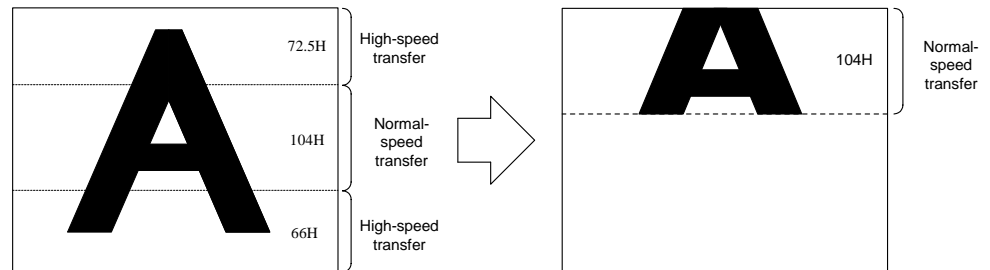 72.5H
High-speed
transfer
104H
Normal-
speed
transfer
66H
High-speed
transfer
A
104H
Normal-
speed
transfer
A